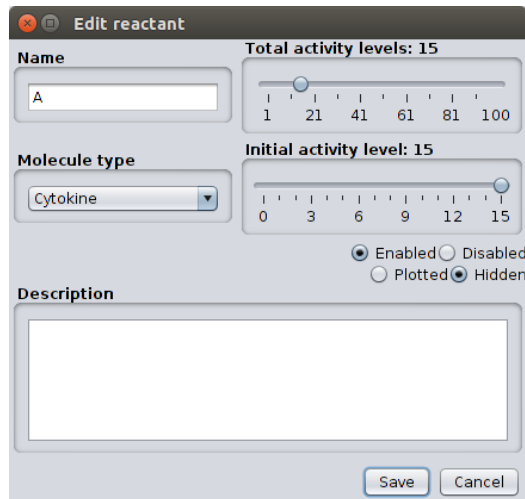 Edit reactant
Name
A
Total activity levels: 15
1 21 41 61 81 100
Molecule type
Cytokine
Initial activity level: 15
0 3 6 9 12 15
Enabled Disabled
Plotted Hidden
Description
Save Cancel